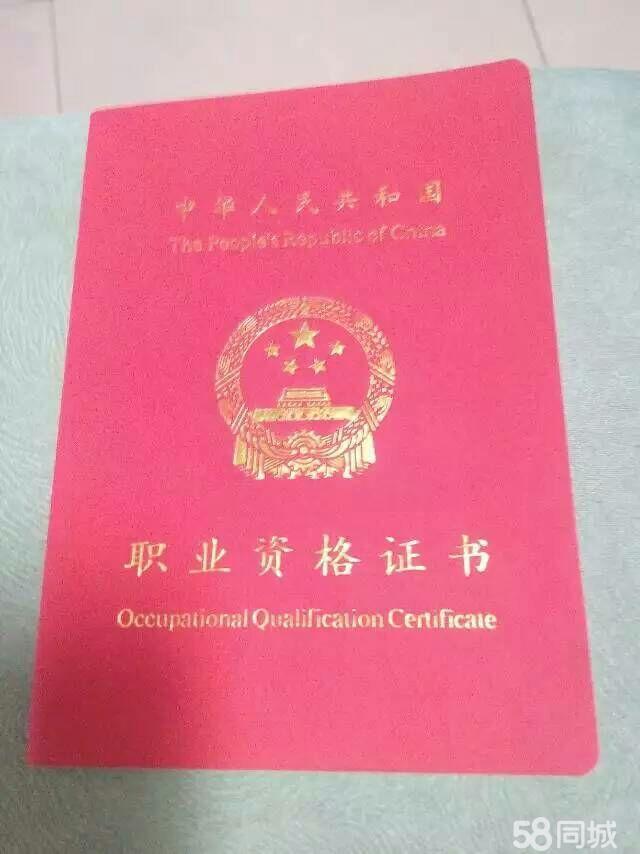 中华人民共和国
The People's Republic of China
职业资格证书
Occupational Qualification Certificate
58同城